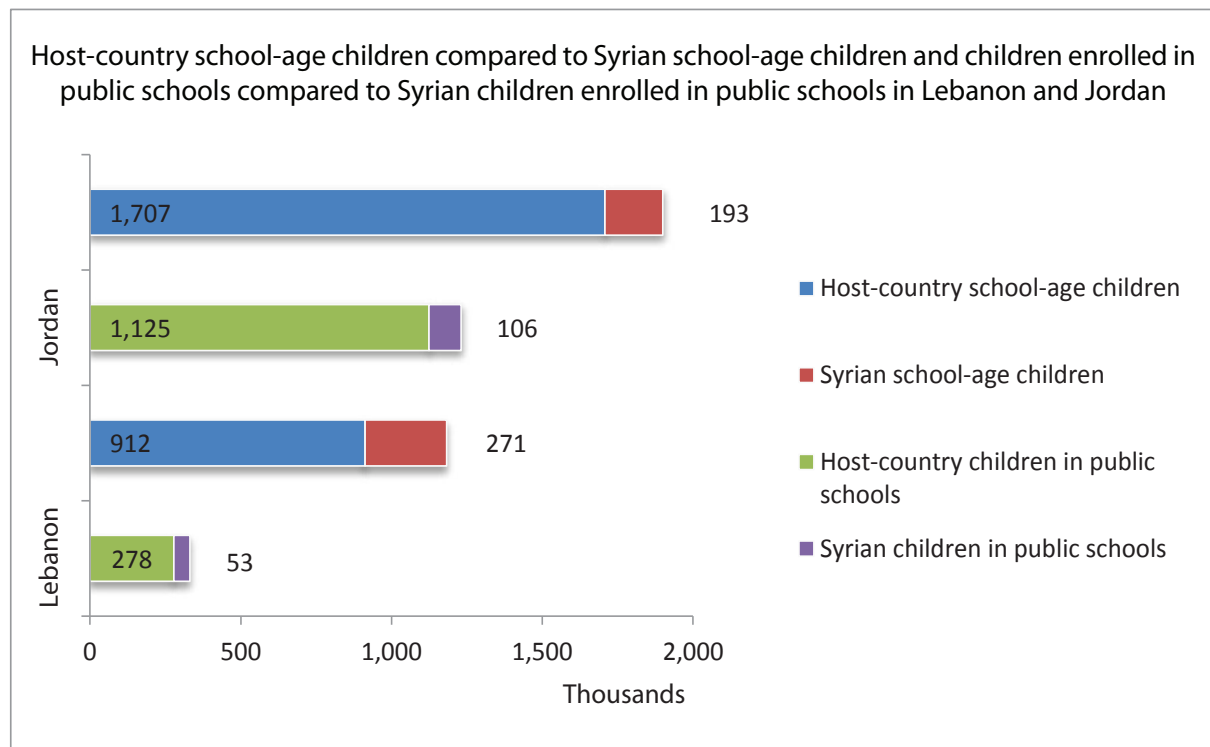 Host-country school-age children compared to Syrian school-age children and children enrolled in
public schools compared to Syrian children enrolled in public schools in Lebanon and Jordan
1,707
193
Jordan
1,125
106
912
271
Lebanon
278
53
0
500
1,000
1,500
2,000
Thousands
Host-country school-age children
Syrian school-age children
Host-country children in public
schools
Syrian children in public schools